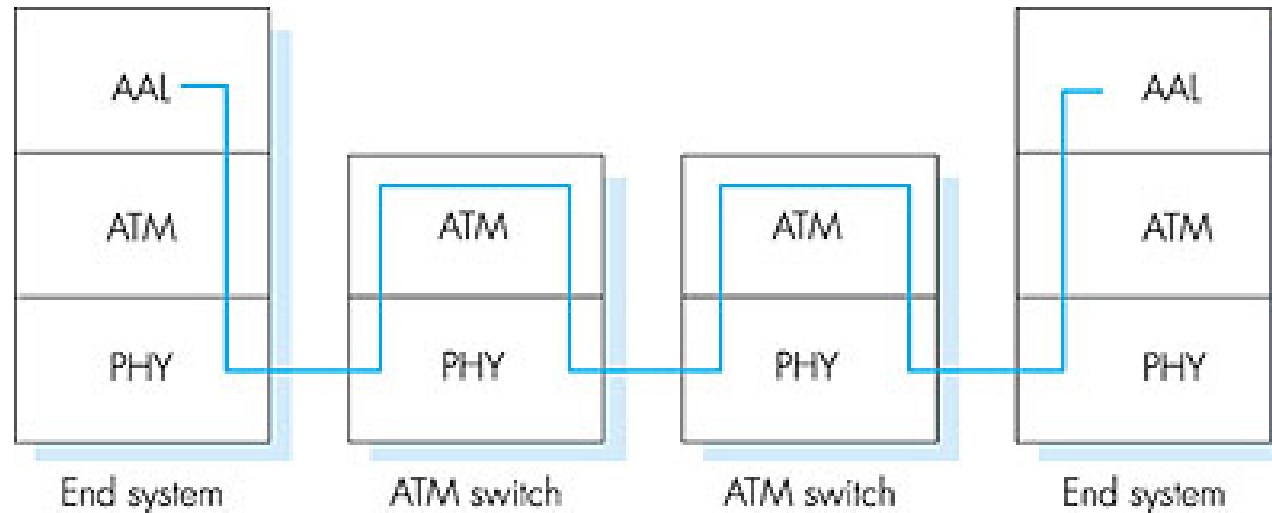 AAL
AAL
ATM
ATM
ATM
ATM
PHY
PHY
PHY
PHY
End system
ATM switch
ATM switch
End system